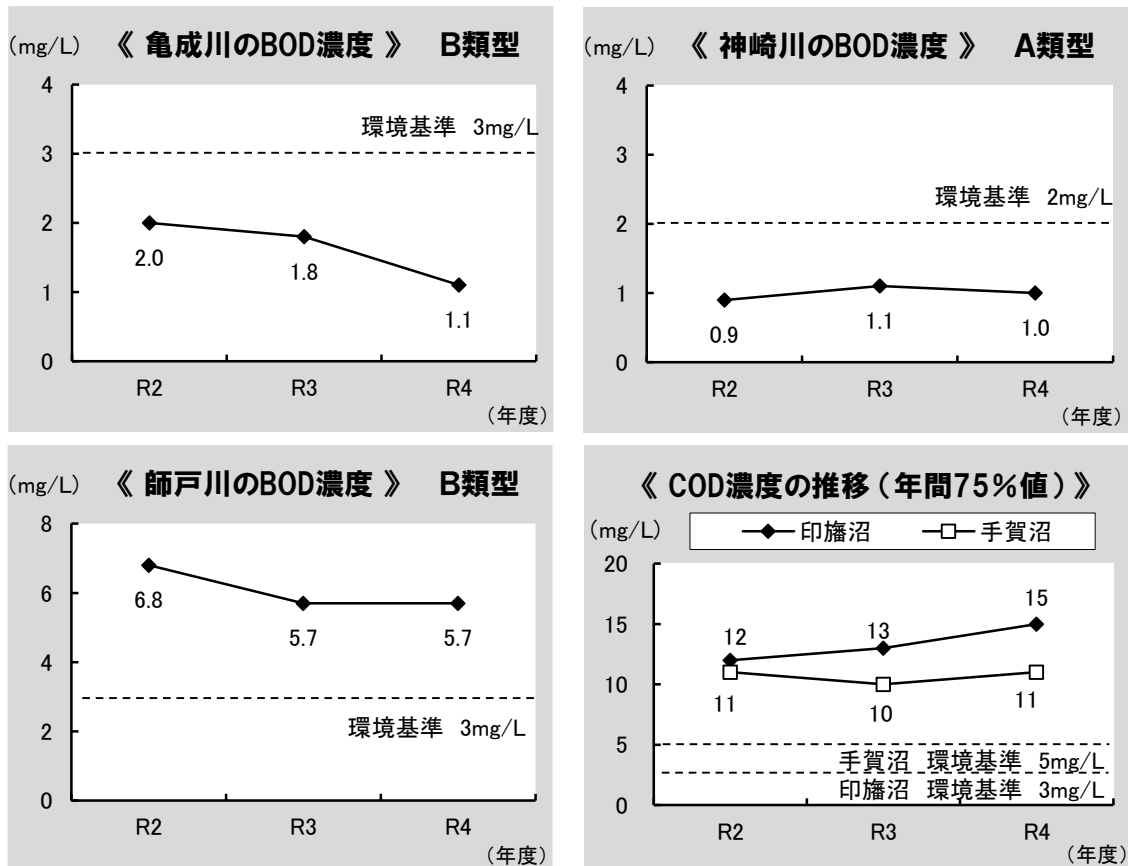 《 亀成川のBOD濃度 》 B類型
(mg/L)
4
3
2
1
0
環境基準 3mg/L
2.0
1.8
1.1
R2
R3
R4
(年度)
《 神崎川のBOD濃度 》 A類型
(mg/L)
4
3
2
1
0
環境基準 2mg/L
0.9
1.1
1.0
R2
R3
R4
(年度)
《 師戸川のBOD濃度 》 B類型
(mg/L)
8
6
4
2
0
6.8
5.7
5.7
環境基準 3mg/L
R2
R3
R4
(年度)
《 COD濃度の推移(年間75%値) 》
(mg/L)
印旛沼
手賀沼
20
15
10
5
0
12
13
15
11
10
11
手賀沼 環境基準 5mg/L
印旛沼 環境基準 3mg/L
R2
R3
R4
(年度)